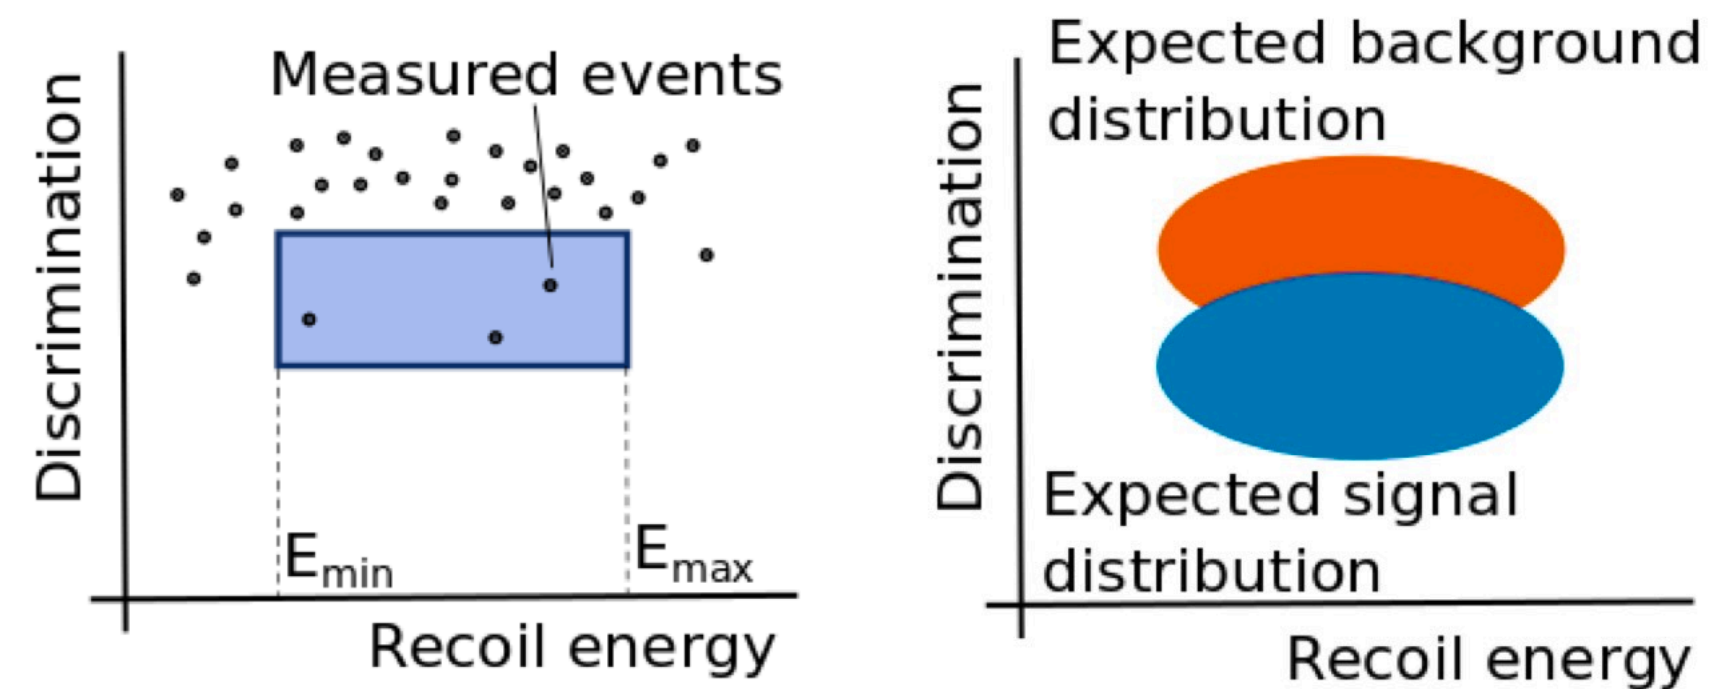 Discrimination
Measured events
E_min
E_max
Recoil energy
Discrimination
Expected background
distribution
Expected signal
distribution
Recoil energy